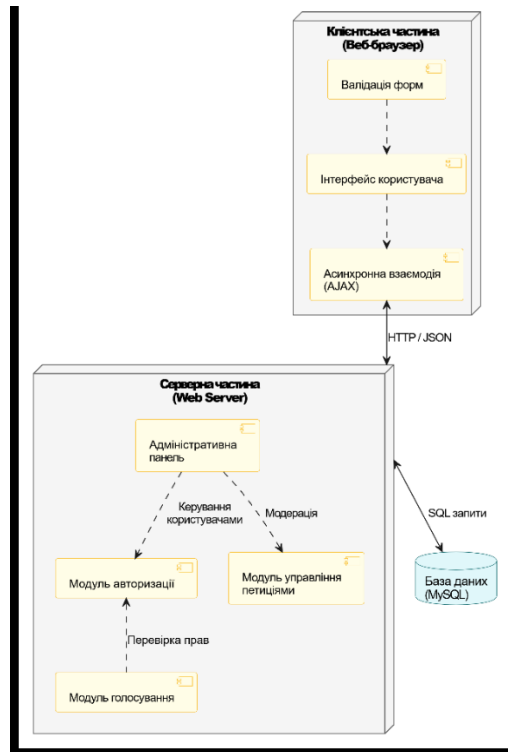 Клієнтська частина
(Веб-браузер)
Валідація форм
Інтерфейс користувача
Асинхронна взаємодія
(AJAX)
HTTP / JSON
Серверна частина
(Web Server)
Адміністративна
панель
Керування
користувачами
Модерація
SQL запити
Модуль авторизації
Модуль управління
петиціями
База даних
(MySQL)
Перевірка прав
Модуль голосування